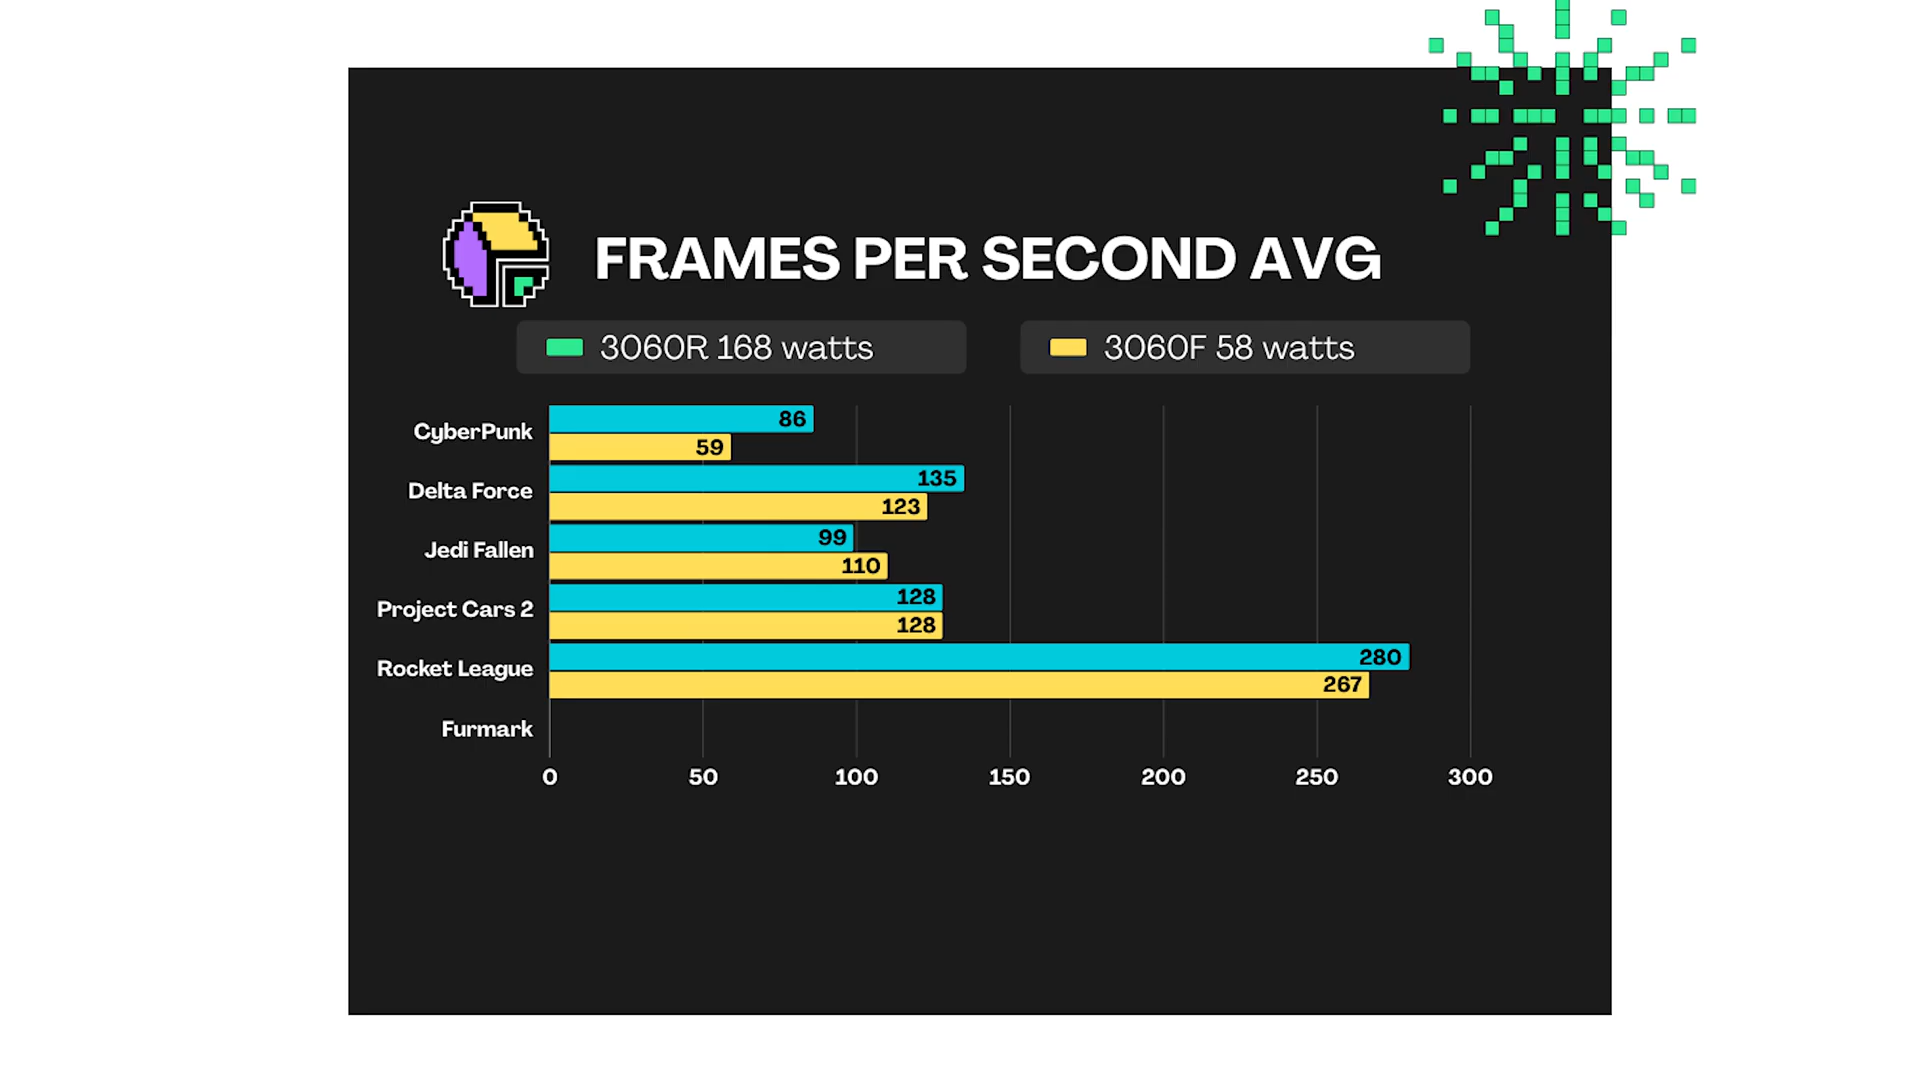 FRAMES PER SECOND AVG
3060R 168 watts
3060F 58 watts
CyberPunk
86
59
Delta Force
135
123
Jedi Fallen
99
110
Project Cars 2
128
128
Rocket League
280
267
Furmark
0 50 100 150 200 250 300